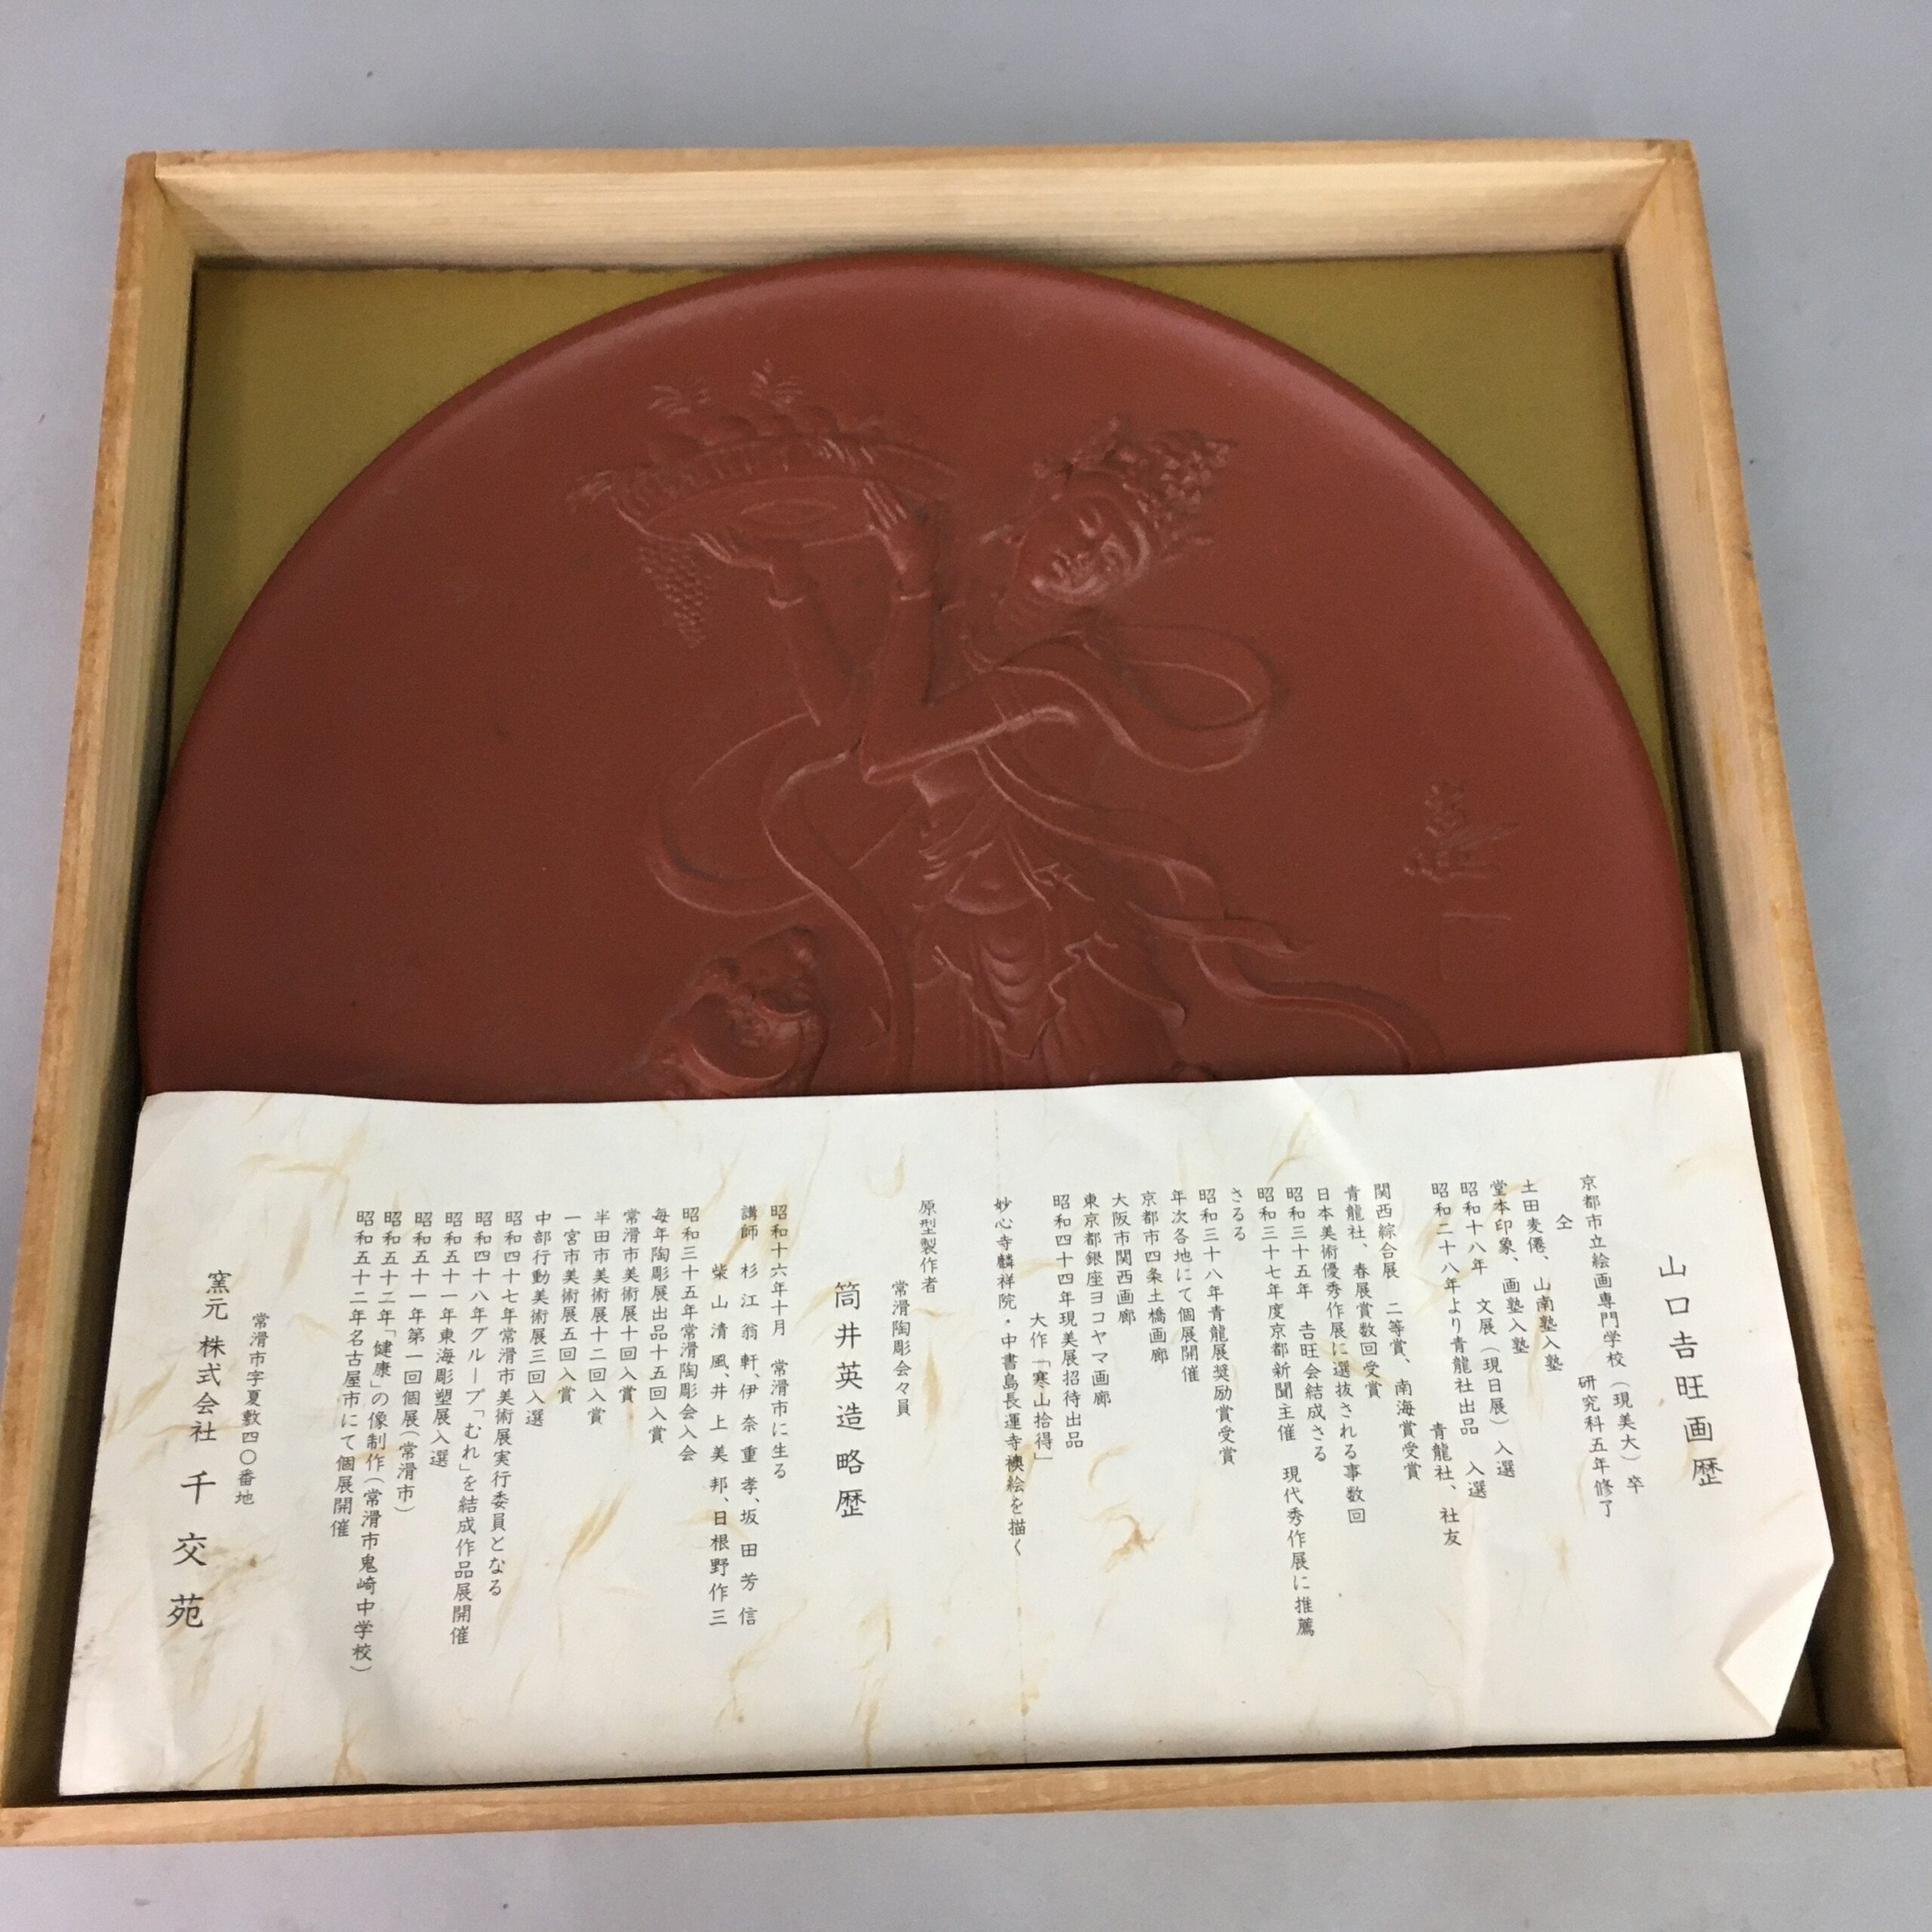 山口吉旺画歴
京都市立絵画専門学校（現美大）卒
仝　研究科五年修了
土田麦僊、山南塾入塾
堂本印象、画塾入塾
昭和十八年　文展（現日展）入選
昭和二十八年より青龍社出品　入選
青龍社、社友
関西綜合展　二等賞、南海賞受賞
青龍社、春展賞数回受賞
日本美術優秀作展に選抜される事数回
昭和三十五年　吉旺会結成さる
昭和三十七年度京都新聞主催　現代秀作展に推薦
さるる
昭和三十八年青龍展奨励賞受賞
年次各地にて個展開催
京都市四条土橋画廊
大阪市関西画廊
東京都銀座ヨコヤマ画廊
昭和四十四年現美展招待出品
大作「寒山拾得」
妙心寺麟祥院・中書島長運寺襖絵を描く
原型製作者
常滑陶彫会々員
筒井英造略歴
昭和十六年十月　常滑市に生る
講師　杉江翁軒、伊奈重孝、坂田芳信
柴山清風、井上美邦、日根野作三
昭和三十五年常滑陶彫会入会
毎年陶彫展出品十五回入賞
常滑市美術展十回入賞
半田市美術展十二回入賞
一宮市美術展五回入賞
中部行動美術展三回入選
昭和四十七年常滑市美術展実行委員となる
昭和四十八年グループ「むれ」を結成作品展開催
昭和五十一年東海彫塑展入選
昭和五十一年第一回個展（常滑市）
昭和五十二年「健康」の像制作（常滑市鬼崎中学校）
昭和五十二年名古屋市にて個展開催
常滑市字夏敷四〇番地
窯元　株式会社　千交苑